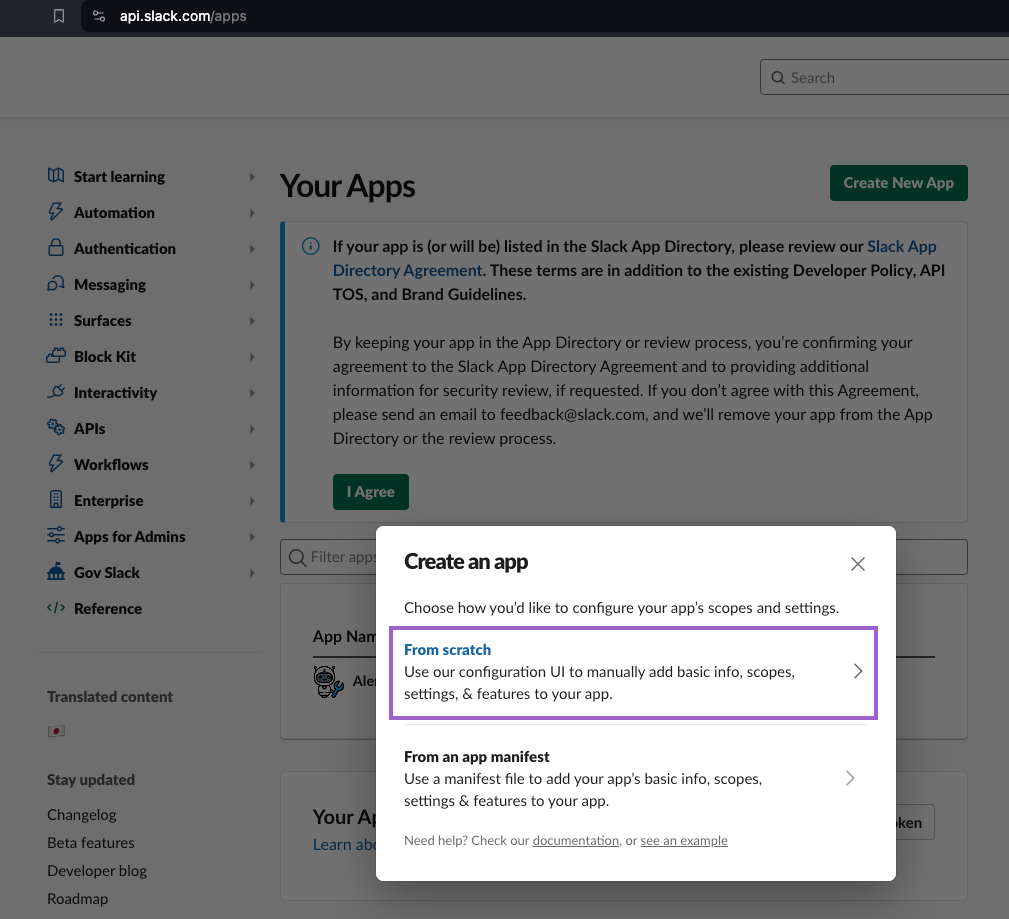 api.slack.com/apps
Search
Start learning
Automation
Authentication
Messaging
Surfaces
Block Kit
Interactivity
APIs
Workflows
Enterprise
Apps for Admins
Gov Slack
Reference
Translated content
Stay updated
Changelog
Beta features
Developer blog
Roadmap
Your Apps
Create New App
If your app is (or will be) listed in the Slack App Directory, please review our Slack App
Directory Agreement. These terms are in addition to the existing Developer Policy, API
TOS, and Brand Guidelines.
By keeping your app in the App Directory or review process, you’re confirming your
agreement to the Slack App Directory Agreement and to providing additional
information for security review, if requested. If you don’t agree with this Agreement,
please send an email to feedback@slack.com, and we’ll remove your app from the App
Directory or the review process.
I Agree
Filter apps
App Nam
Aler
Your Ap
Learn abo
ken
Create an app
Choose how you’d like to configure your app’s scopes and settings.
From scratch
Use our configuration UI to manually add basic info, scopes,
settings, & features to your app.
From an app manifest
Use a manifest file to add your app’s basic info, scopes,
settings & features to your app.
Need help? Check our documentation, or see an example